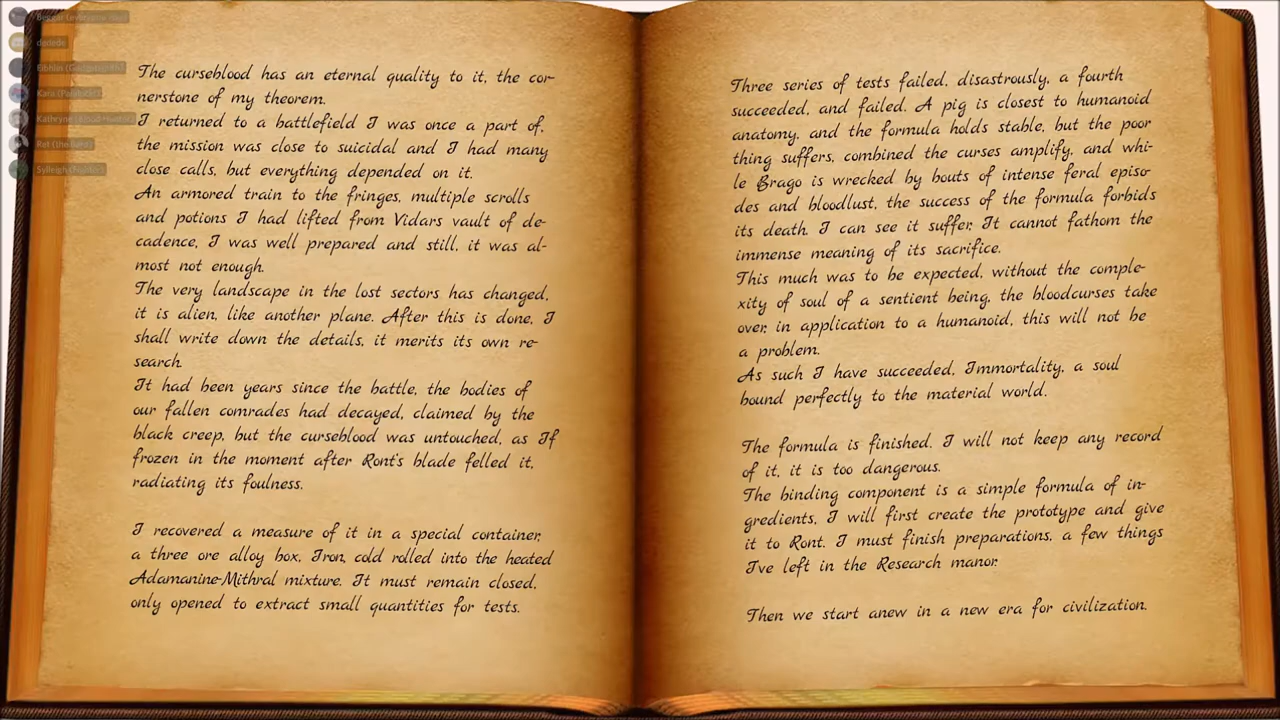 Beggar
dedede
Kara
Kathryne
Rat (the Bard)
Sylleigh
The curseblood has an eternal quality to it, the cor-
nerstone of my theorem.
I returned to a battlefield I was once a part of,
the mission was close to suicidal and I had many
close calls, but everything depended on it.
An armored train to the fringes, multiple scrolls
and potions I had lifted from Vidars vault of de-
cadence, I was well prepared and still, it was al-
most not enough.
The very landscape in the lost sectors has changed,
it is alien, like another plane. After this is done, I
shall write down the details, it merits its own re-
search.
It had been years since the battle, the bodies of
our fallen comrades had decayed, claimed by the
black creep, but the curseblood was untouched, as If
frozen in the moment after Ront's blade felled it,
radiating its foulness.
I recovered a measure of it in a special container,
a three ore alloy box, Iron, cold rolled into the heated
Adamanine-Mithral mixture. It must remain closed,
only opened to extract small quantities for tests.
Three series of tests failed, disastrously, a fourth
succeeded, and failed. A pig is closest to humanoid
anatomy, and the formula holds stable, but the poor
thing suffers, combined the curses amplify, and whi-
le Brago is wrecked by bouts of intense feral episo-
des and bloodlust, the success of the formula forbids
its death. I can see it suffer, It cannot fathom the
immense meaning of its sacrifice.
This much was to be expected, without the comple-
xity of soul of a sentient being, the bloodcurses take
over, in application to a humanoid, this will not be
a problem.
As such I have succeeded, Immortality, a soul
bound perfectly to the material world.
The formula is finished. I will not keep any record
of it, it is too dangerous.
The binding component is a simple formula of in-
gredients, I will first create the prototype and give
it to Ront. I must finish preparations, a few things
I've left in the Research manor.
Then we start anew in a new era for civilization.